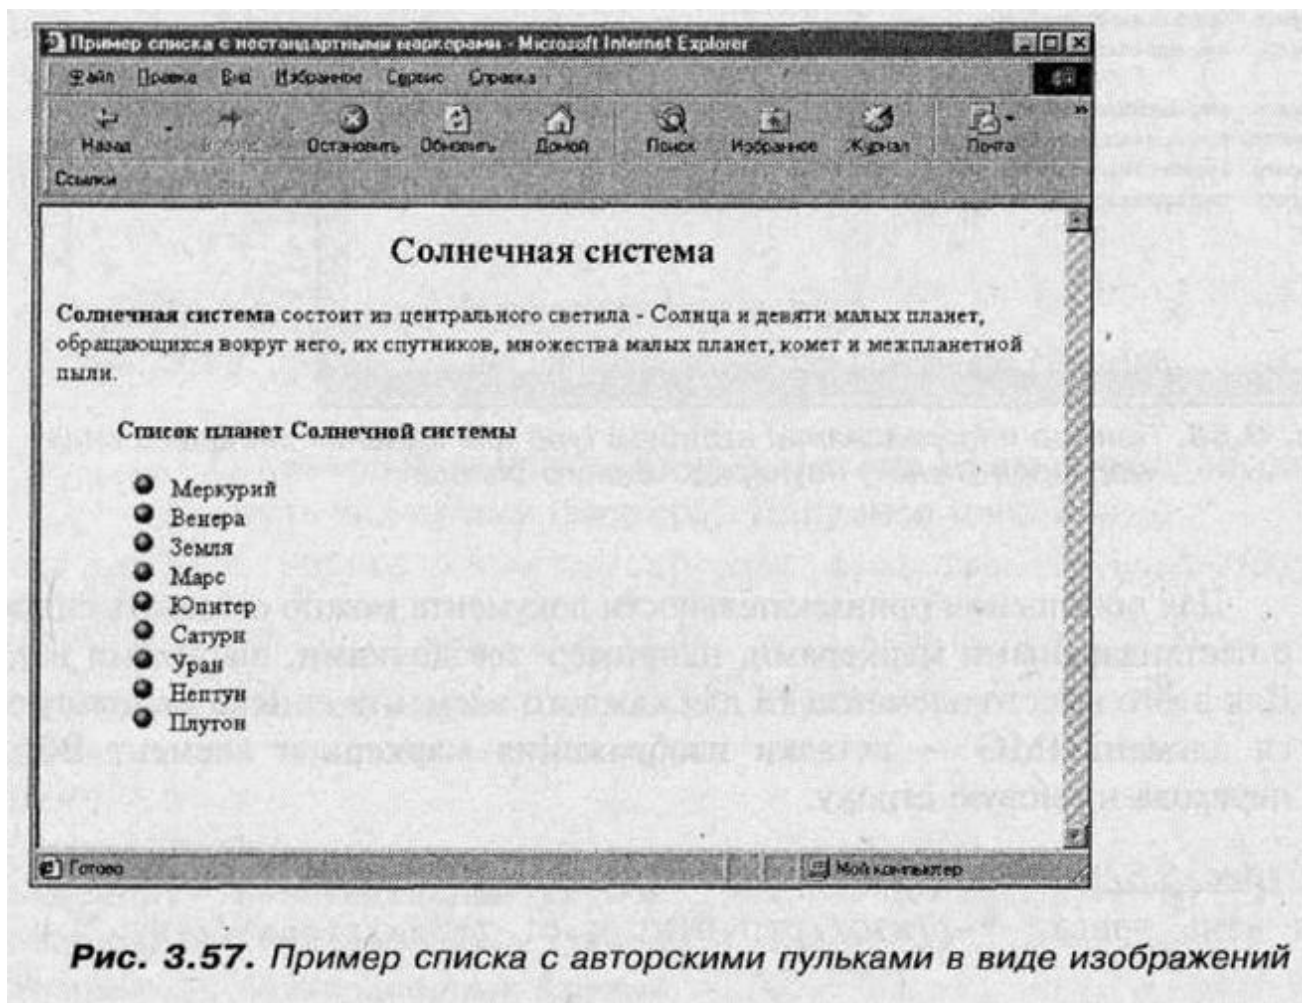 Пример списка с нестандартными маркерами - Microsoft Internet Explorer
Файл Правка Вид Избранное Сервис Справка
Назад Остановить Обновить Домой Поиск Избранное Журнал Почта »
Ссылки
Солнечная система
Солнечная система состоит из центрального светила - Солнца и девяти малых планет,
обращающихся вокруг него, их спутников, множества малых планет, комет и межпланетной
пыли.
Список планет Солнечной системы
Меркурий
Венера
Земля
Марс
Юпитер
Сатурн
Уран
Нептун
Плутон
Готово Мой компьютер
Рис. 3.57. Пример списка с авторскими пульками в виде изображений